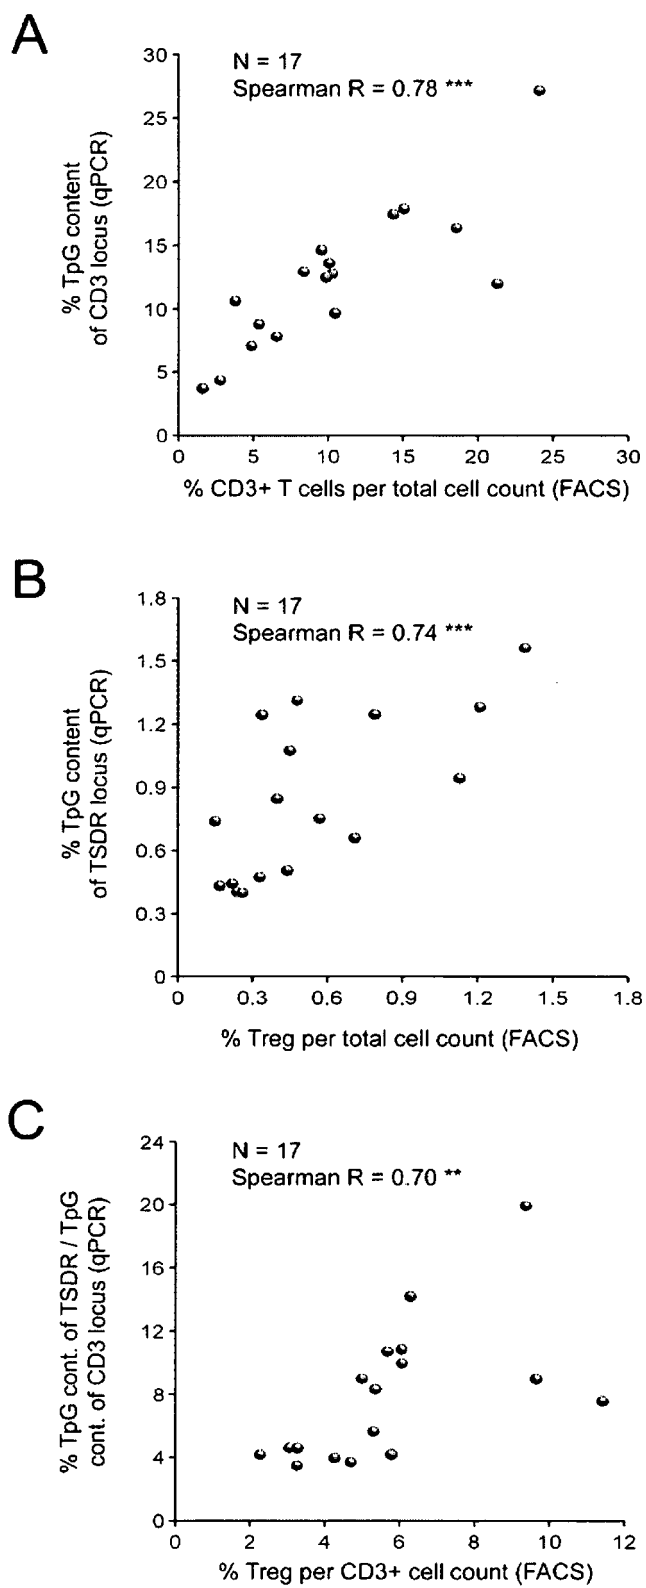 A
N = 17
Spearman R = 0.78 ***
% TpG content
of CD3 locus (qPCR)
30
25
20
15
10
5
0
0 5 10 15 20 25 30
% CD3+ T cells per total cell count (FACS)
B
N = 17
Spearman R = 0.74 ***
% TpG content
of TSDR locus (qPCR)
1.8
1.5
1.2
0.9
0.6
0.3
0
0 0.3 0.6 0.9 1.2 1.5 1.8
% Treg per total cell count (FACS)
C
N = 17
Spearman R = 0.70 **
% TpG cont. of TSDR / TpG
cont. of CD3 locus (qPCR)
24
20
16
12
8
4
0
0 2 4 6 8 10 12
% Treg per CD3+ cell count (FACS)